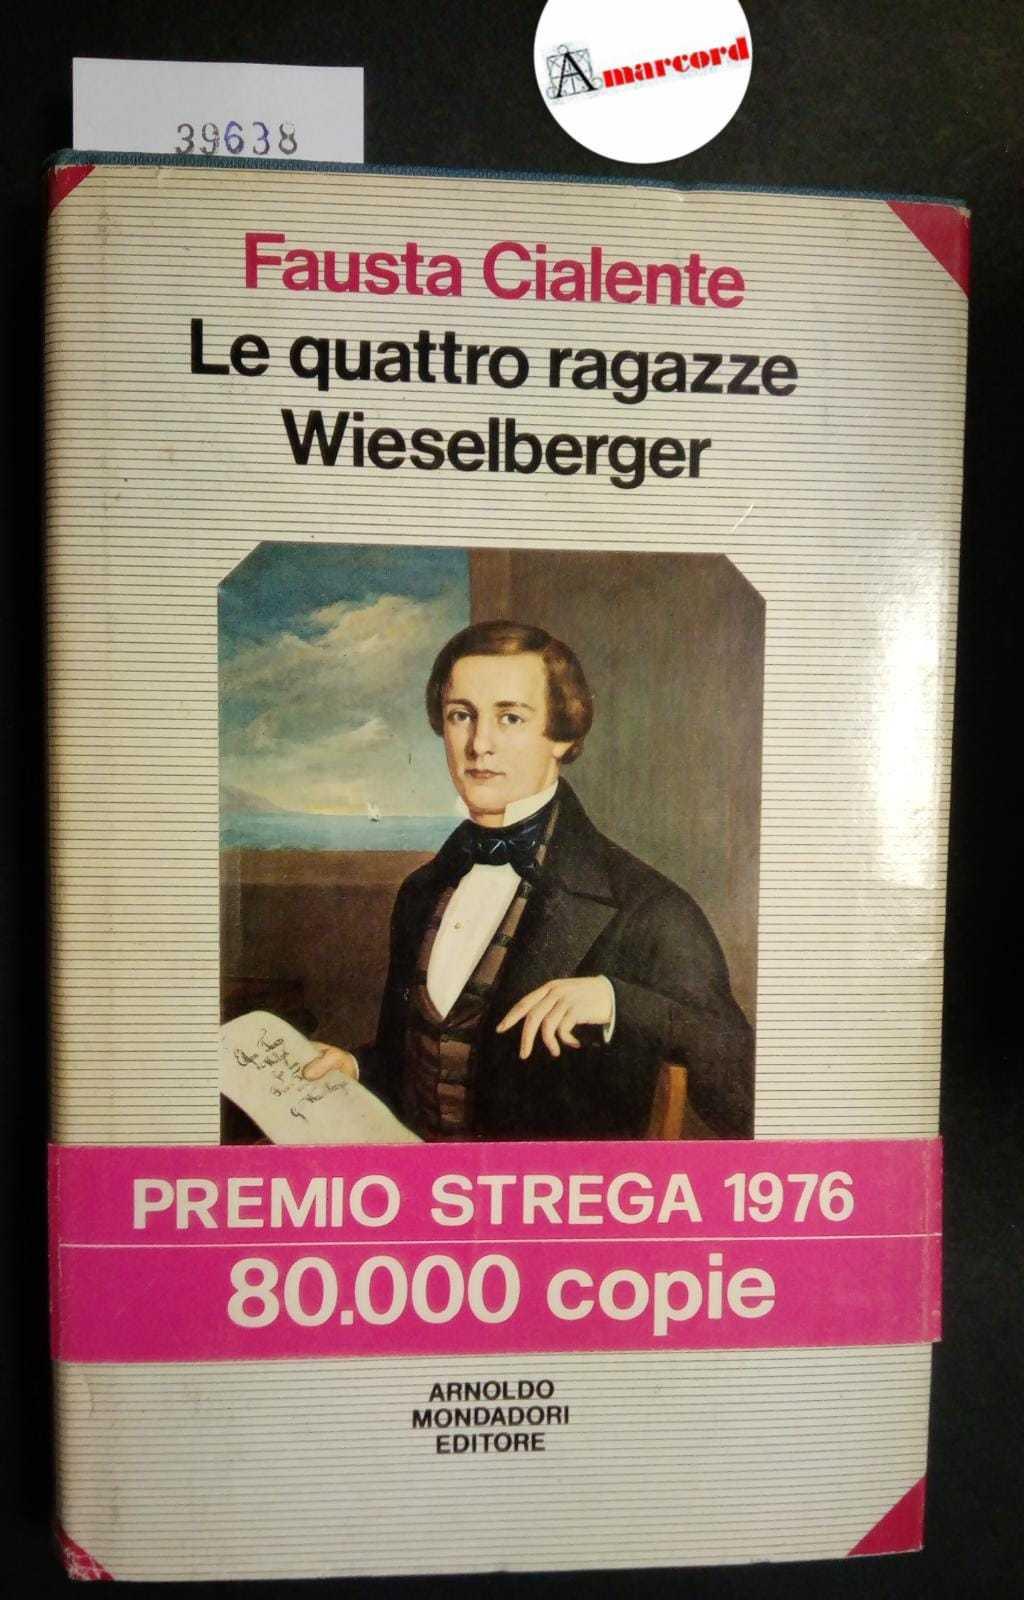 Amarcord
39638
Fausta Cialente
Le quattro ragazze
Wieselberger
PREMIO STREGA 1976
80.000 copie
ARNOLDO
MONDADORI
EDITORE